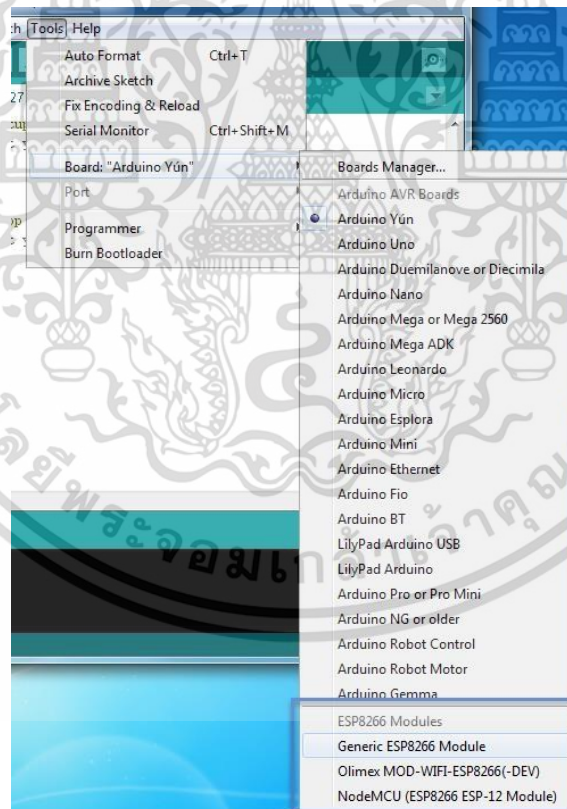 Tools Help
Auto Format Ctrl+T
Archive Sketch
Fix Encoding & Reload
Serial Monitor Ctrl+Shift+M
Board: "Arduino Yún"
Port
Programmer
Burn Bootloader
Boards Manager...
Arduino AVR Boards
Arduino Yún
Arduino Uno
Arduino Duemilanove or Diecimila
Arduino Nano
Arduino Mega or Mega 2560
Arduino Mega ADK
Arduino Leonardo
Arduino Micro
Arduino Esplora
Arduino Mini
Arduino Ethernet
Arduino Fio
Arduino BT
LilyPad Arduino USB
LilyPad Arduino
Arduino Pro or Pro Mini
Arduino NG or older
Arduino Robot Control
Arduino Robot Motor
Arduino Gemma
ESP8266 Modules
Generic ESP8266 Module
Olimex MOD-WIFI-ESP8266(-DEV)
NodeMCU (ESP8266 ESP-12 Module)